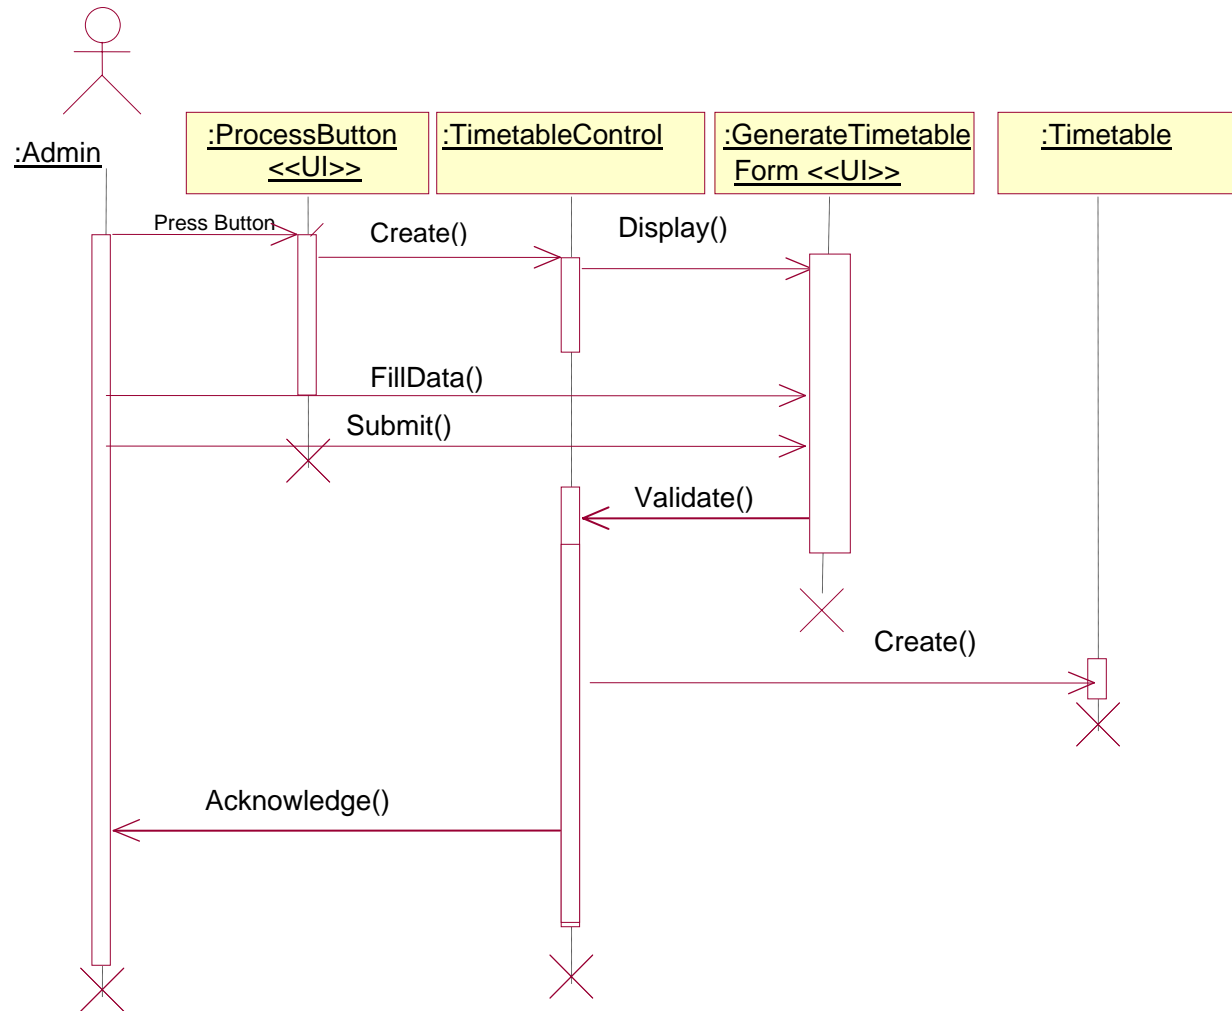 :Admin
:ProcessButton
<<UI>>
:TimetableControl
:GenerateTimetable
Form <<UI>>
:Timetable
Press Button
Create()
Display()
FillData()
Submit()
Validate()
Create()
Acknowledge()